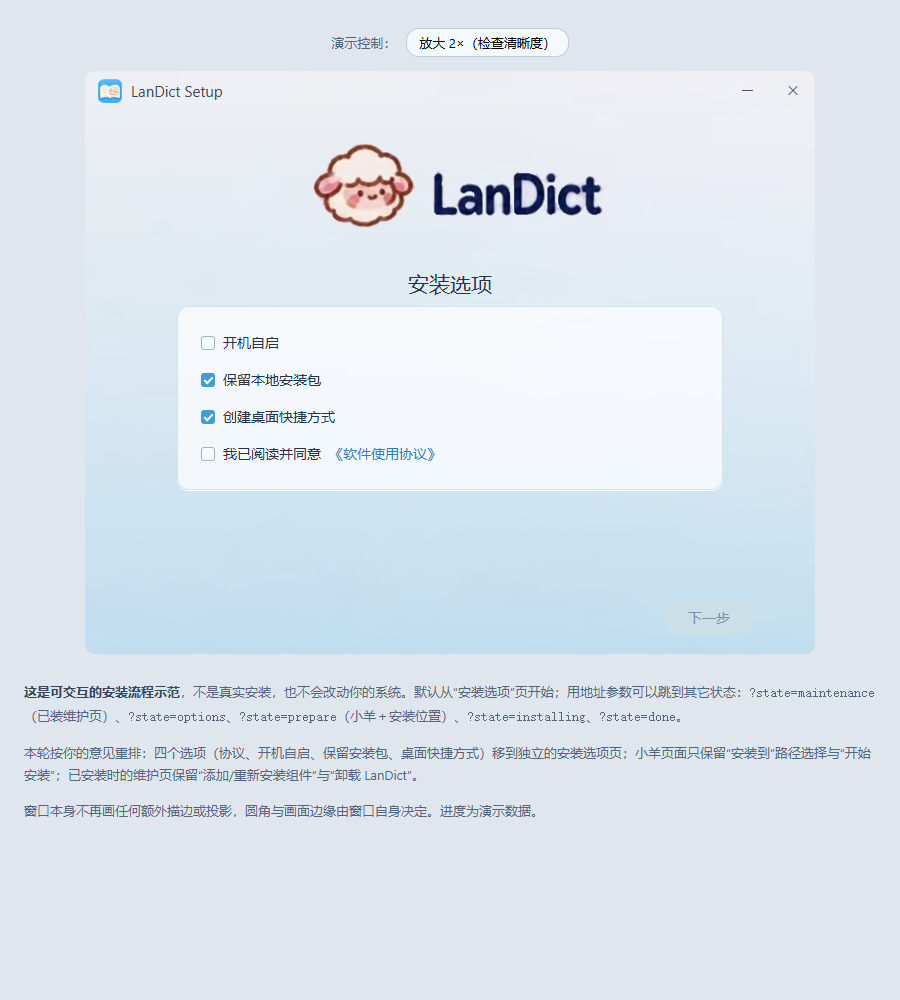 演示控制：
放大 2×（检查清晰度）
LanDict Setup
LanDict
安装选项
开机自启
保留本地安装包
创建桌面快捷方式
我已阅读并同意 《软件使用协议》
下一步
这是可交互的安装流程示范，不是真实安装，也不会改动你的系统。默认从“安装选项”页开始；用地址参数可以跳到其它状态：?state=maintenance
（已装维护页）、?state=options、?state=prepare（小羊＋安装位置）、?state=installing、?state=done。
本轮按你的意见重排：四个选项（协议、开机自启、保留安装包、桌面快捷方式）移到独立的安装选项页；小羊页面只保留“安装到”路径选择与“开始
安装”；已安装时的维护页保留“添加/重新安装组件”与“卸载 LanDict”。
窗口本身不再画任何额外描边或投影，圆角与画面边缘由窗口自身决定。进度为演示数据。